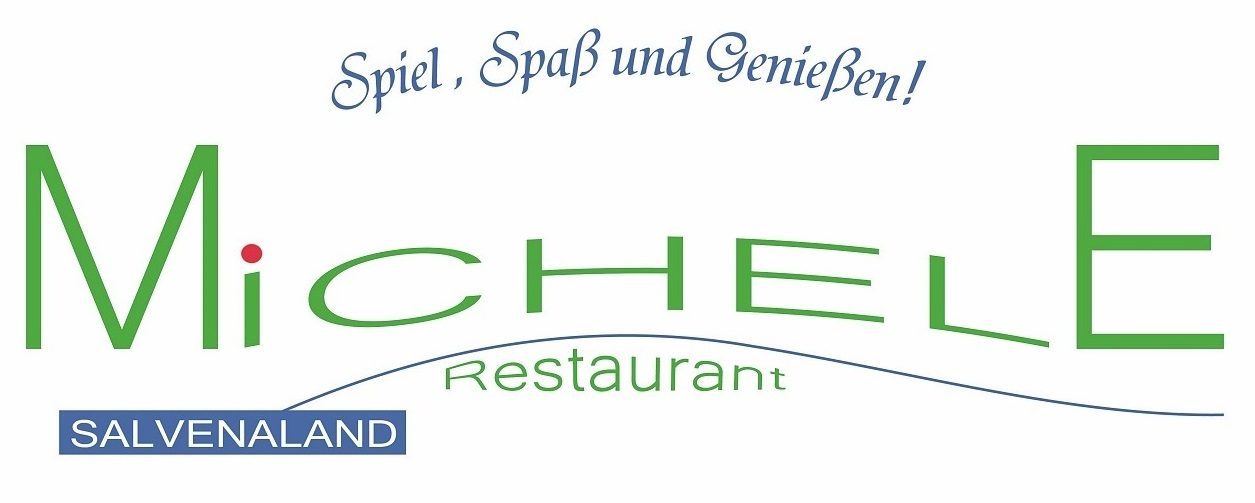 Spiel, Spaß und Genießen!
MiCHELE
Restaurant
SALVENALAND